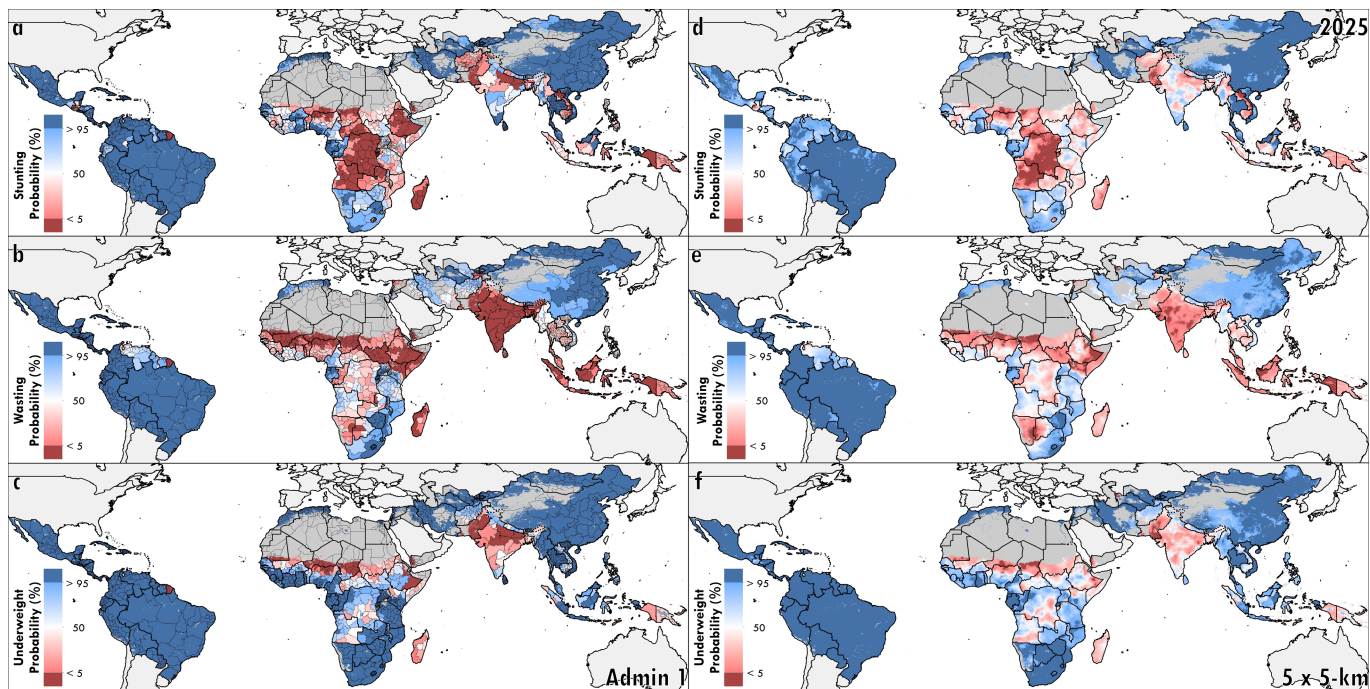 a
Stunting
Probability (%)
> 95
50
< 5
d
2025
Stunting
Probability (%)
> 95
50
< 5
b
Wasting
Probability (%)
> 95
50
< 5
e
Wasting
Probability (%)
> 95
50
< 5
c
Underweight
Probability (%)
> 95
50
< 5
Admin 1
f
Underweight
Probability (%)
> 95
50
< 5
5 x 5-km